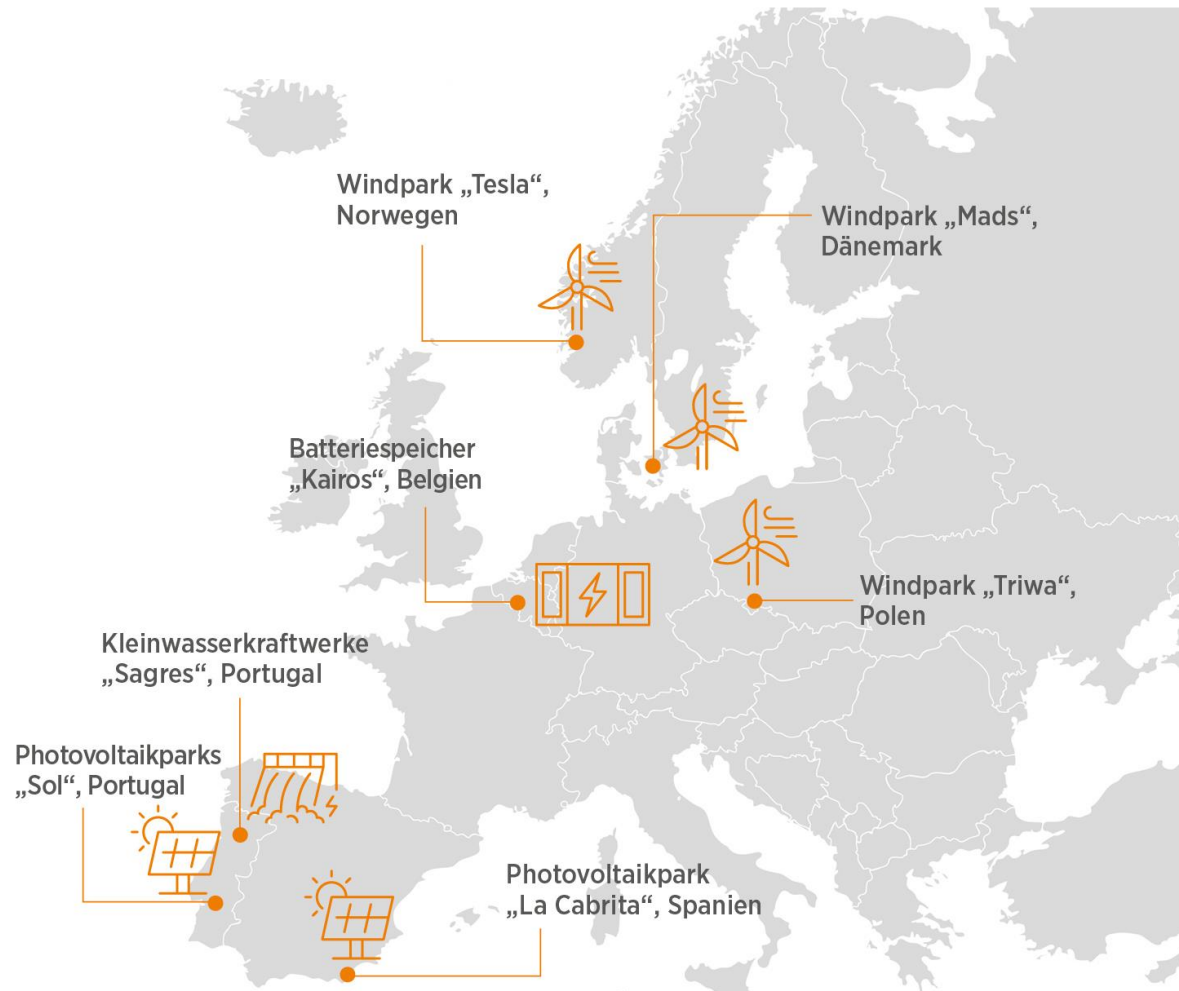 Windpark „Tesla“,
Norwegen
Windpark „Mads“,
Dänemark
Batteriespeicher
„Kairos“, Belgien
Windpark „Triwa“,
Polen
Kleinwasserkraftwerke
„Sagres“, Portugal
Photovoltaikparks
„Sol“, Portugal
Photovoltaikpark
„La Cabrita“, Spanien